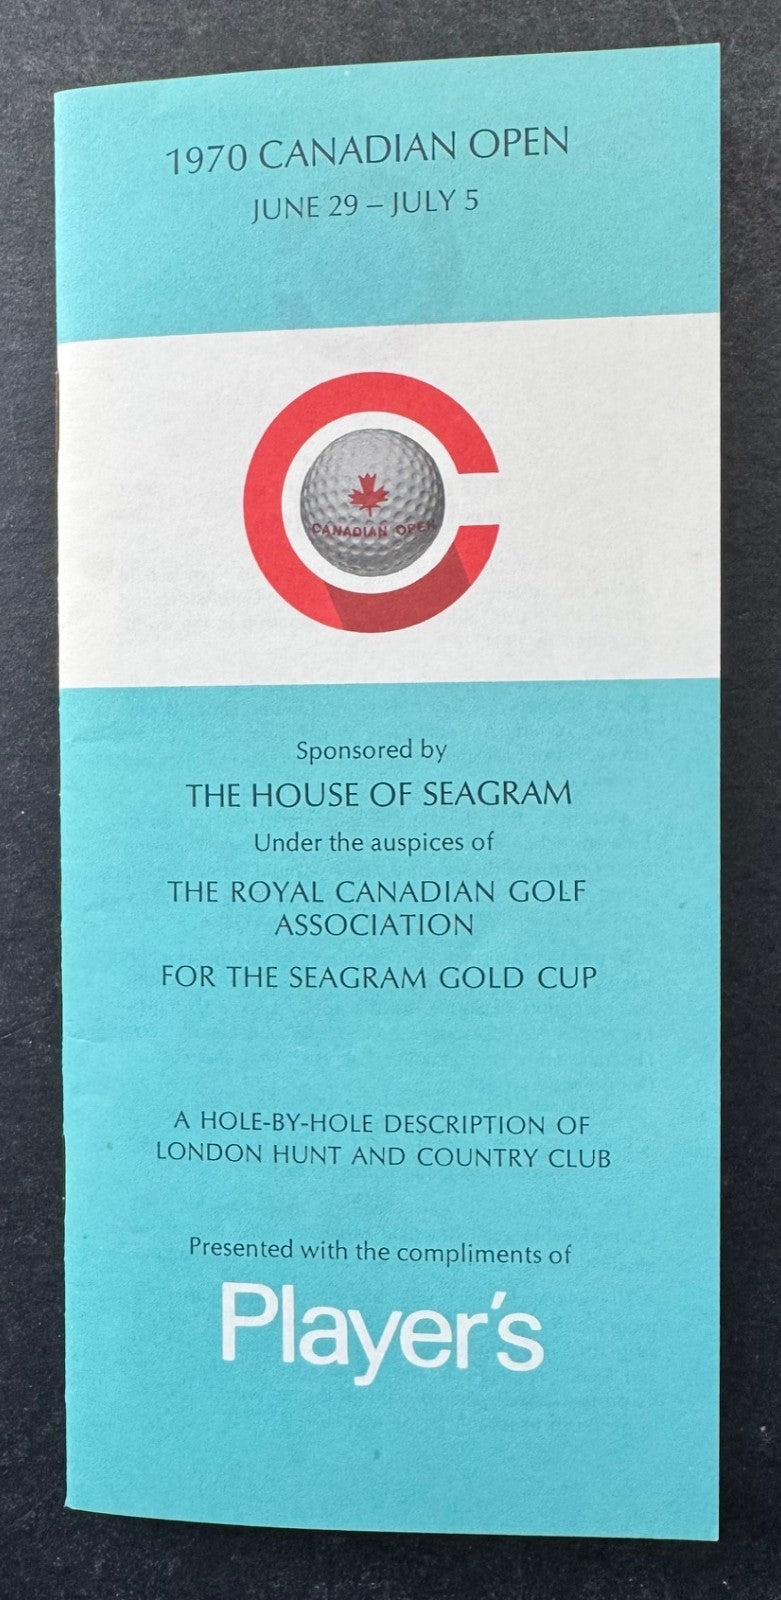 1970 CANADIAN OPEN
JUNE 29 – JULY 5
CANADIAN OPEN
Sponsored by
THE HOUSE OF SEAGRAM
Under the auspices of
THE ROYAL CANADIAN GOLF
ASSOCIATION
FOR THE SEAGRAM GOLD CUP
A HOLE-BY-HOLE DESCRIPTION OF
LONDON HUNT AND COUNTRY CLUB
Presented with the compliments of
Player's